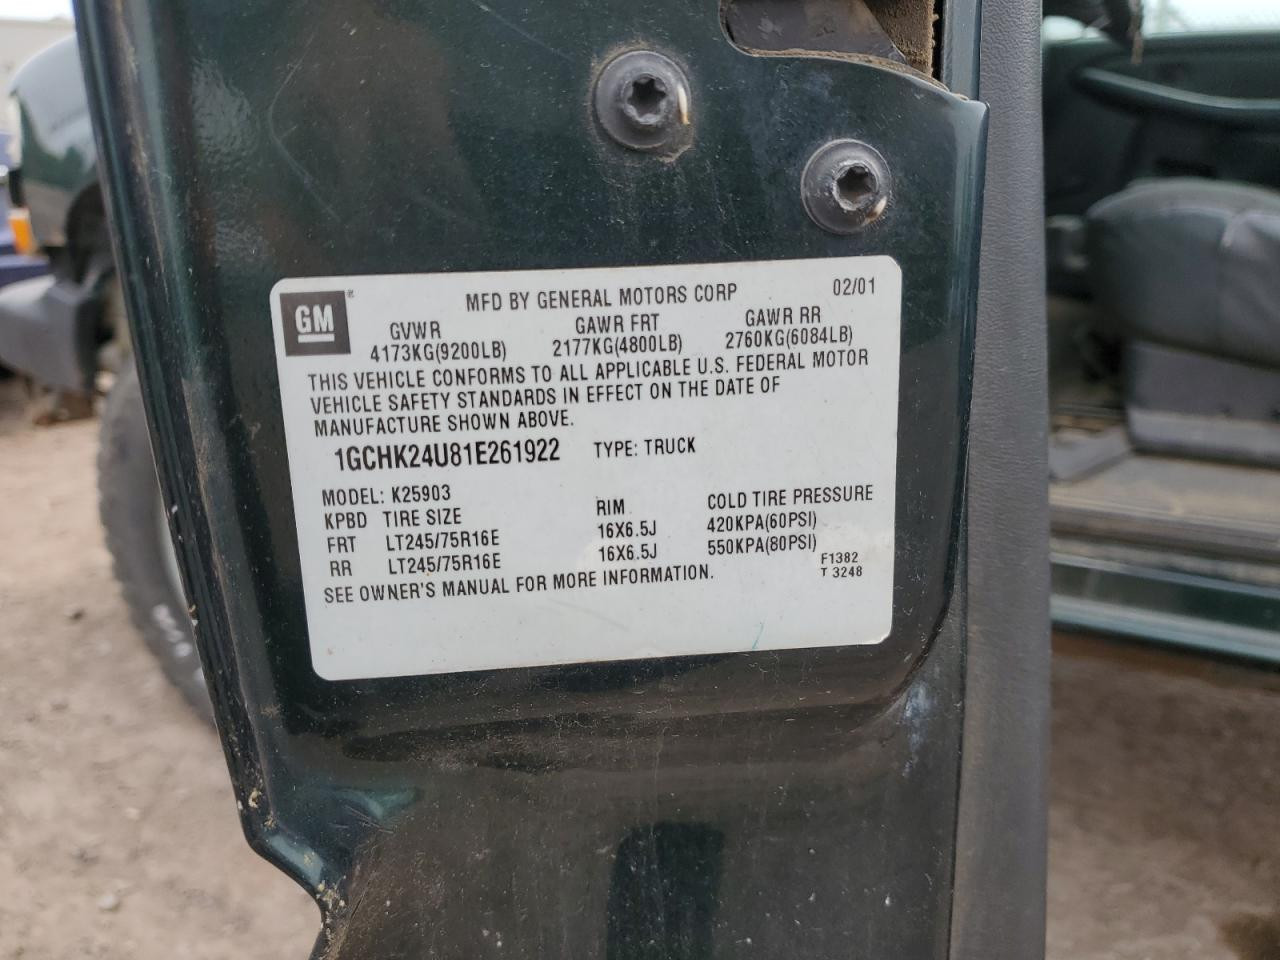 GM® MFD BY GENERAL MOTORS CORP 02/01
GVWR GAWR FRT GAWR RR
4173KG(9200LB) 2177KG(4800LB) 2760KG(6084LB)
THIS VEHICLE CONFORMS TO ALL APPLICABLE U.S. FEDERAL MOTOR
VEHICLE SAFETY STANDARDS IN EFFECT ON THE DATE OF
MANUFACTURE SHOWN ABOVE.
1GCHK24U81E261922 TYPE: TRUCK
MODEL: K25903
KPBD TIRE SIZE RIM COLD TIRE PRESSURE
FRT LT245/75R16E 16X6.5J 420KPA(60PSI)
RR LT245/75R16E 16X6.5J 550KPA(80PSI)
SEE OWNER'S MANUAL FOR MORE INFORMATION.
F1382
T 3248